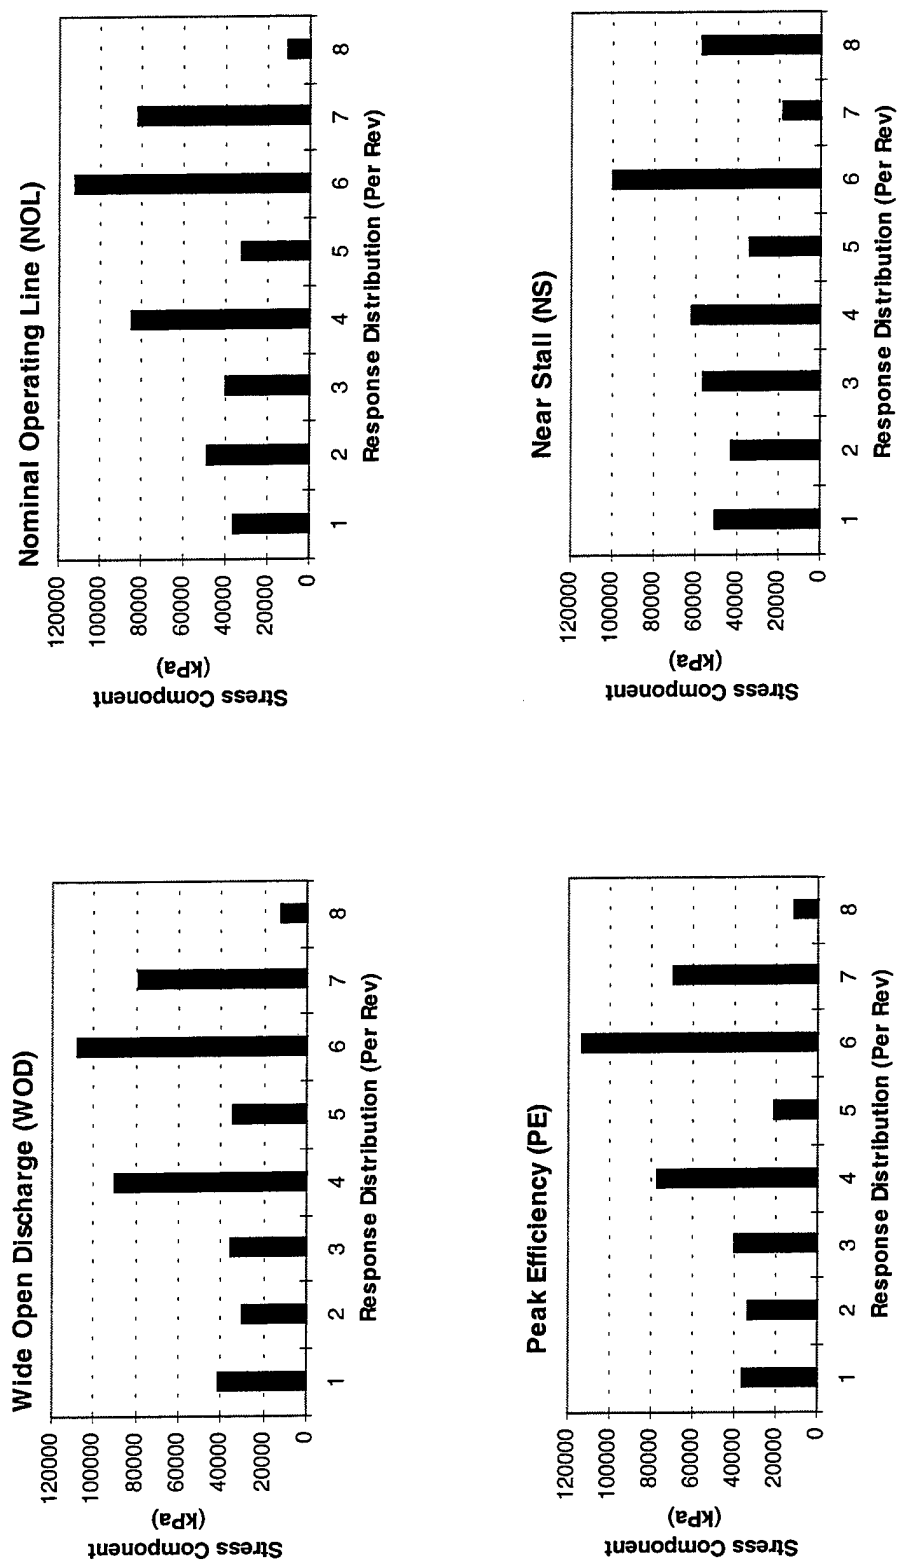 Wide Open Discharge (WOD)
Stress Component
(kPa)
120000
100000
80000
60000
40000
20000
0
1 2 3 4 5 6 7 8
Response Distribution (Per Rev)
Nominal Operating Line (NOL)
Stress Component
(kPa)
120000
100000
80000
60000
40000
20000
0
1 2 3 4 5 6 7 8
Response Distribution (Per Rev)
Peak Efficiency (PE)
Stress Component
(kPa)
120000
100000
80000
60000
40000
20000
0
1 2 3 4 5 6 7 8
Response Distribution (Per Rev)
Near Stall (NS)
Stress Component
(kPa)
120000
100000
80000
60000
40000
20000
0
1 2 3 4 5 6 7 8
Response Distribution (Per Rev)